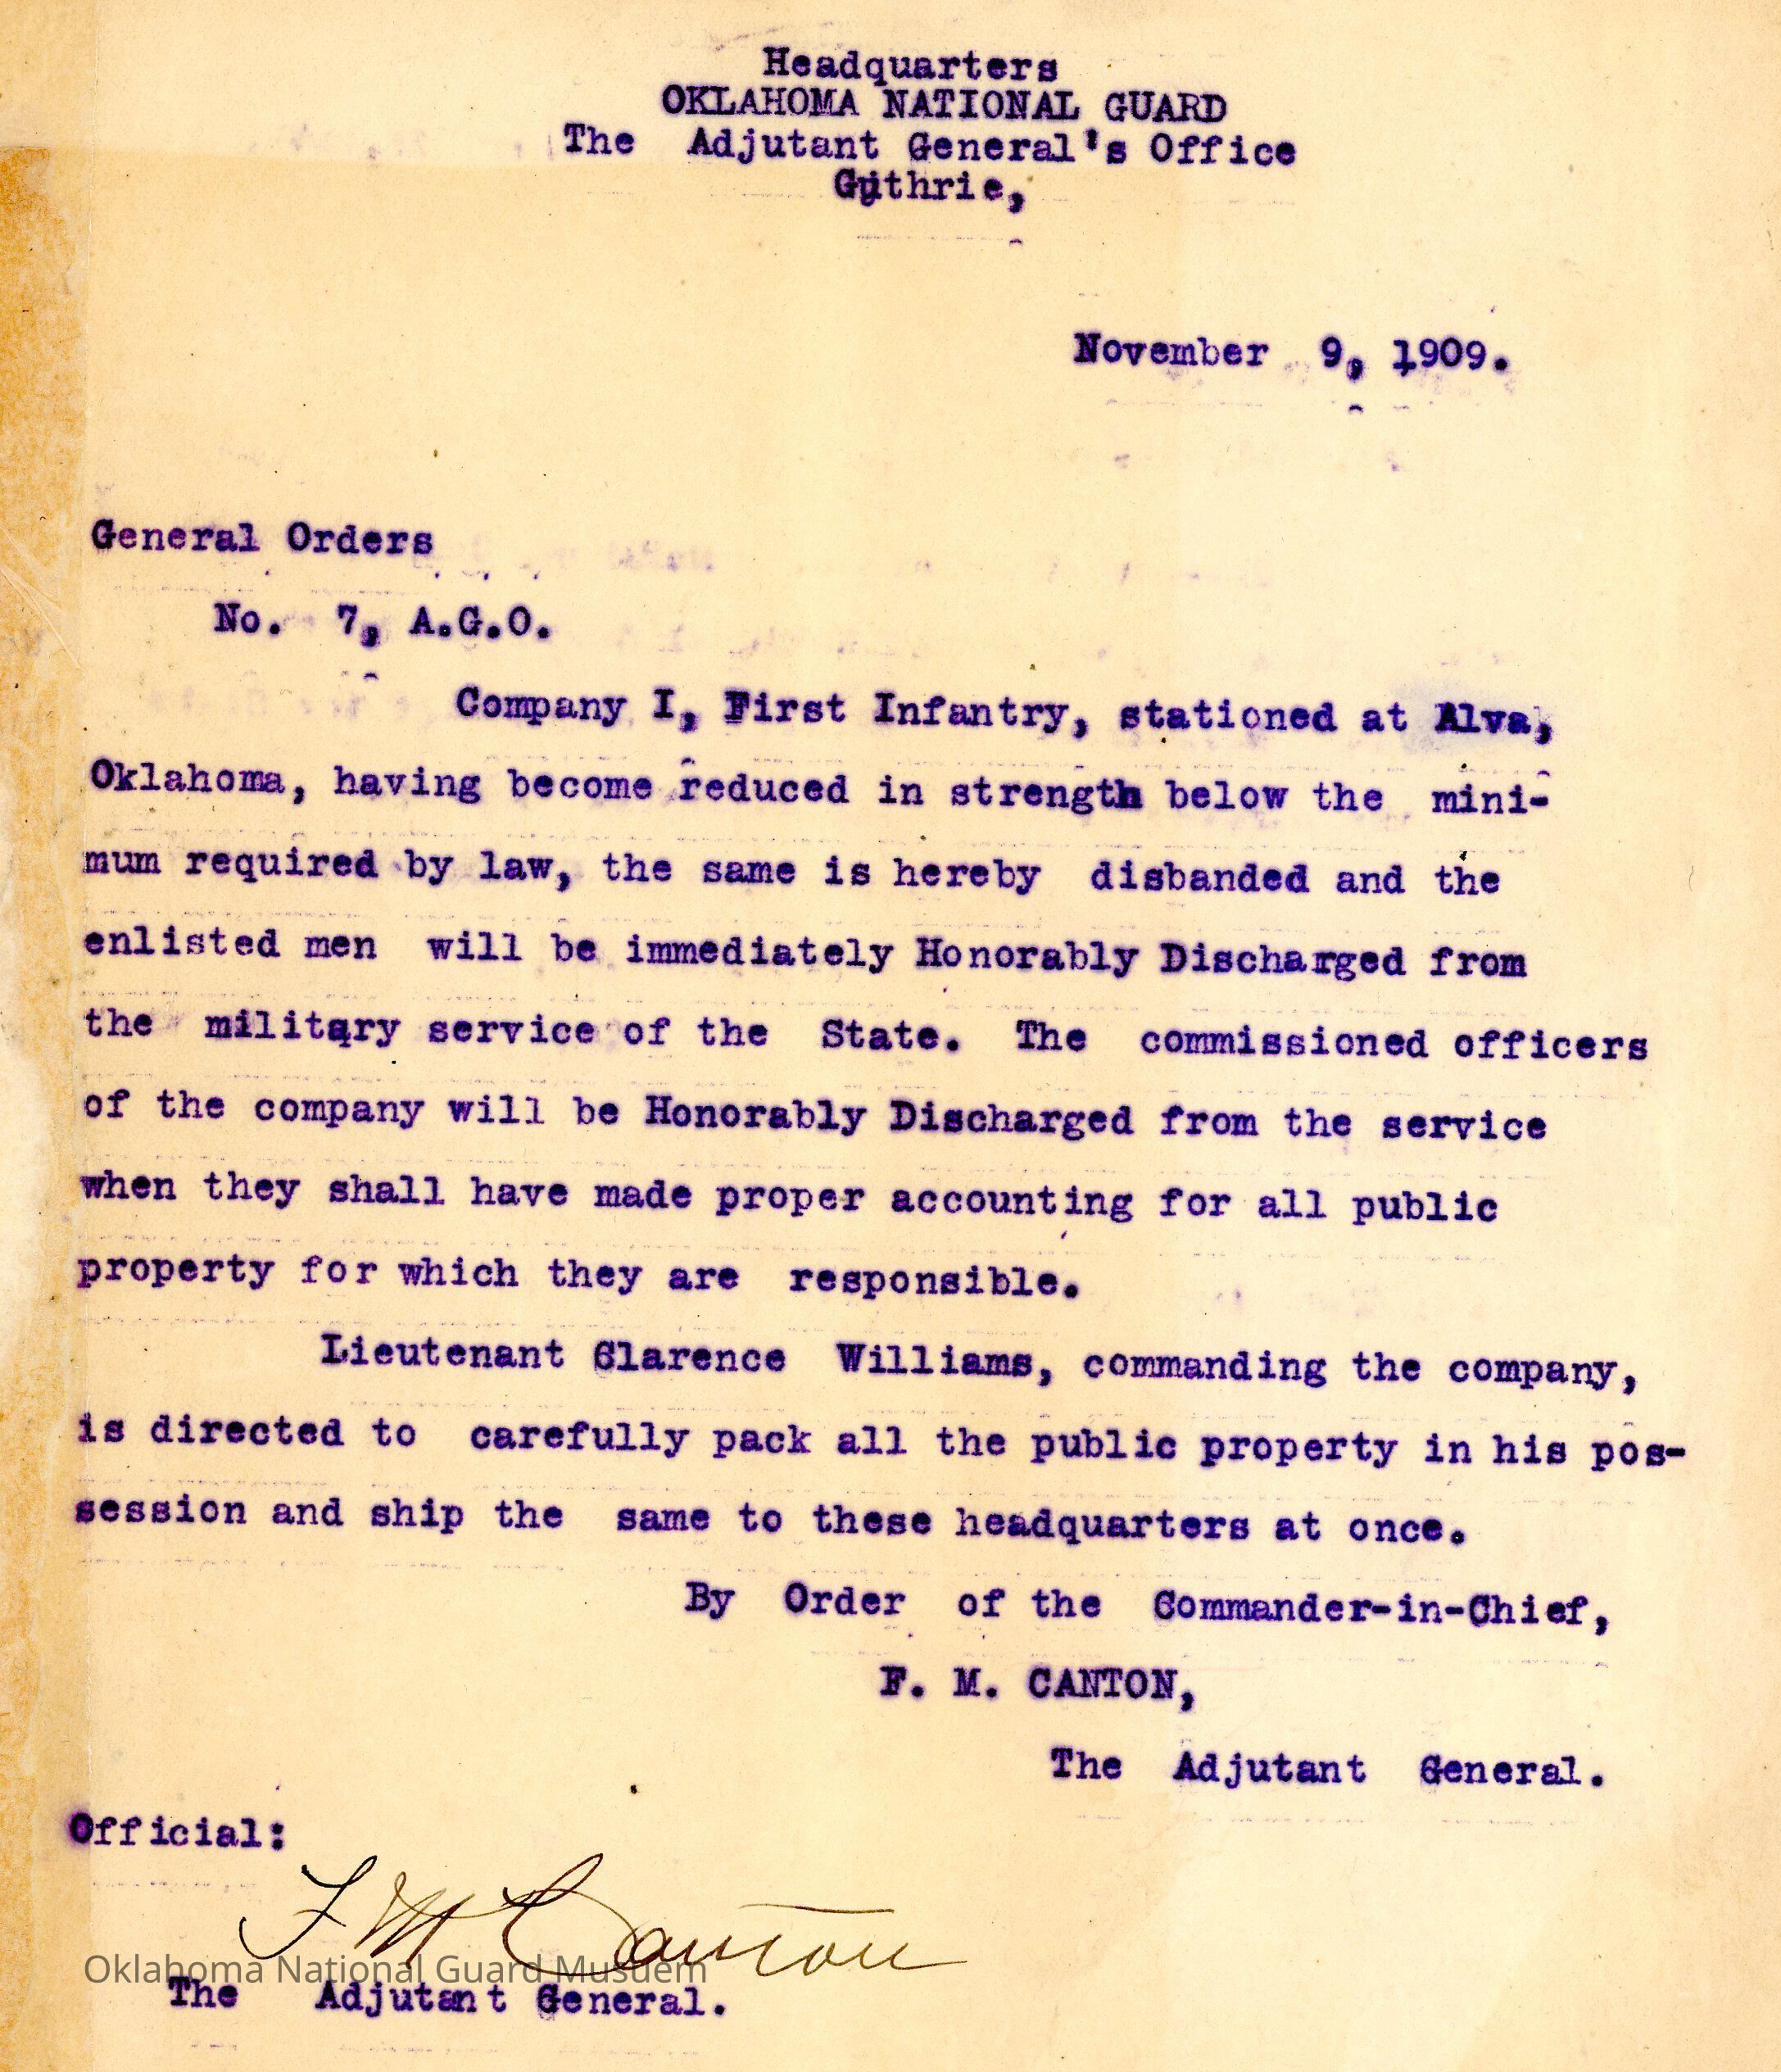 Headquarters
OKLAHOMA NATIONAL GUARD
The Adjutant General's Office
Guthrie,
November 9, 1909.
General Orders
No. 7, A.G.O.
Company I, First Infantry, stationed at Alva,
Oklahoma, having become reduced in strength below the mini-
mum required by law, the same is hereby disbanded and the
enlisted men will be immediately Honorably Discharged from
the military service of the State. The commissioned officers
of the company will be Honorably Discharged from the service
when they shall have made proper accounting for all public
property for which they are responsible.
Lieutenant Clarence Williams, commanding the company,
is directed to carefully pack all the public property in his pos-
session and ship the same to these headquarters at once.
By Order of the Commander-in-Chief,
F. M. CANTON,
The Adjutant General.
Official:
F M Canton
Oklahoma National Guard Musuem
The Adjutant General.